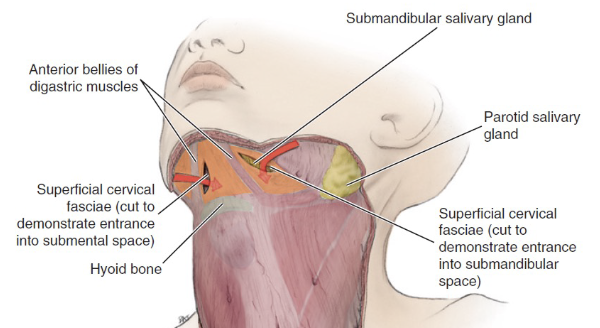 Submandibular salivary gland
Anterior bellies of
digastric muscles
Parotid salivary
gland
Superficial cervical
fasciae (cut to
demonstrate entrance
into submental space)
Hyoid bone
Superficial cervical
fasciae (cut to
demonstrate entrance
into submandibular
space)